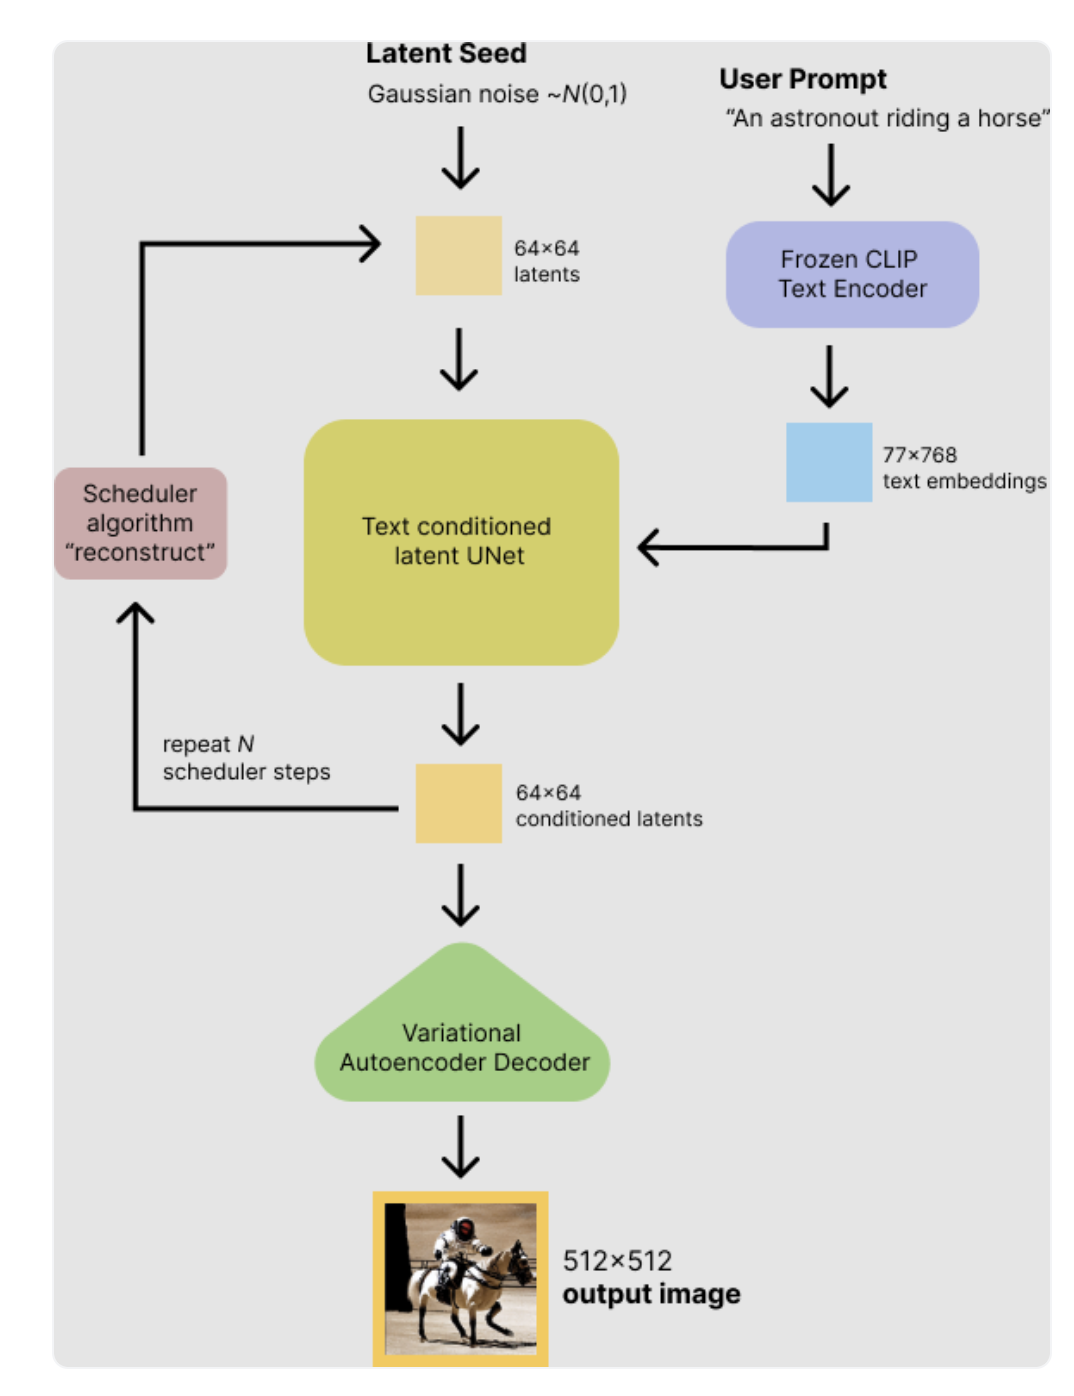 Latent Seed
Gaussian noise ~N(0,1)
User Prompt
“An astronout riding a horse”
64×64
latents
Frozen CLIP
Text Encoder
77×768
text embeddings
Scheduler
algorithm
“reconstruct”
Text conditioned
latent UNet
repeat N
scheduler steps
64×64
conditioned latents
Variational
Autoencoder Decoder
512×512
output image